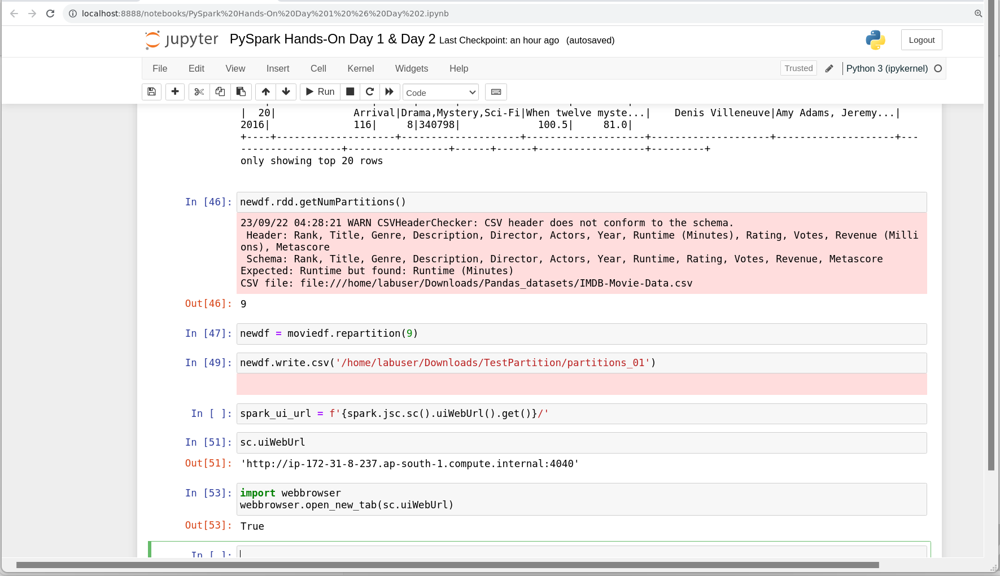 localhost:8888/notebooks/PySpark%20Hands-On%20Day%201%20%26%20Day%202.ipynb
jupyter PySpark Hands-On Day 1 & Day 2 Last Checkpoint: an hour ago (autosaved) Logout
File Edit View Insert Cell Kernel Widgets Help Trusted Python 3 (ipykernel)
Run Code
|  20|             Arrival|Drama,Mystery,Sci-Fi|When twelve myste...|    Denis Villeneuve|Amy Adams, Jeremy...|
2016|              116|     8|340798|             100.5|     81.0|
+----+--------------------+--------------------+--------------------+--------------------+--------------------+---
-----------------+-----------------+------+------+------------------+---------+
only showing top 20 rows
In [46]: newdf.rdd.getNumPartitions()
23/09/22 04:28:21 WARN CSVHeaderChecker: CSV header does not conform to the schema.
Header: Rank, Title, Genre, Description, Director, Actors, Year, Runtime (Minutes), Rating, Votes, Revenue (Milli
ons), Metascore
Schema: Rank, Title, Genre, Description, Director, Actors, Year, Runtime, Rating, Votes, Revenue, Metascore
Expected: Runtime but found: Runtime (Minutes)
CSV file: file:///home/labuser/Downloads/Pandas_datasets/IMDB-Movie-Data.csv
Out[46]: 9
In [47]: newdf = moviedf.repartition(9)
In [49]: newdf.write.csv('/home/labuser/Downloads/TestPartition/partitions_01')
In [ ]: spark_ui_url = f'{spark.jsc.sc().uiWebUrl().get()}/'
In [51]: sc.uiWebUrl
Out[51]: 'http://ip-172-31-8-237.ap-south-1.compute.internal:4040'
In [53]: import webbrowser
webbrowser.open_new_tab(sc.uiWebUrl)
Out[53]: True
In [ ]: